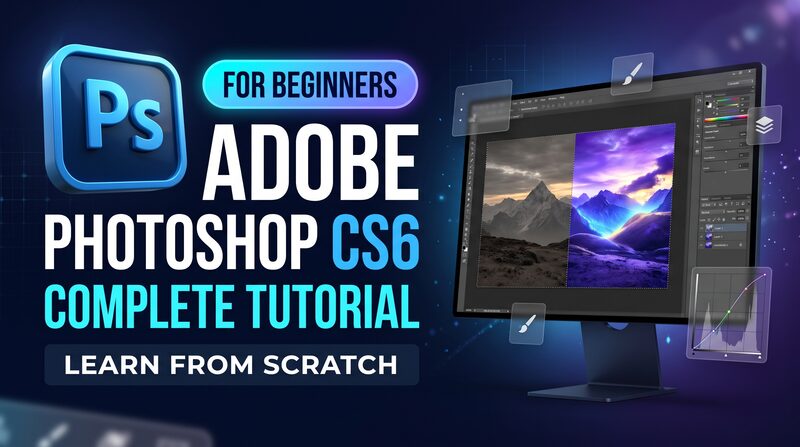 Ps
FOR BEGINNERS
ADOBE
PHOTOSHOP CS6
COMPLETE TUTORIAL
LEARN FROM SCRATCH